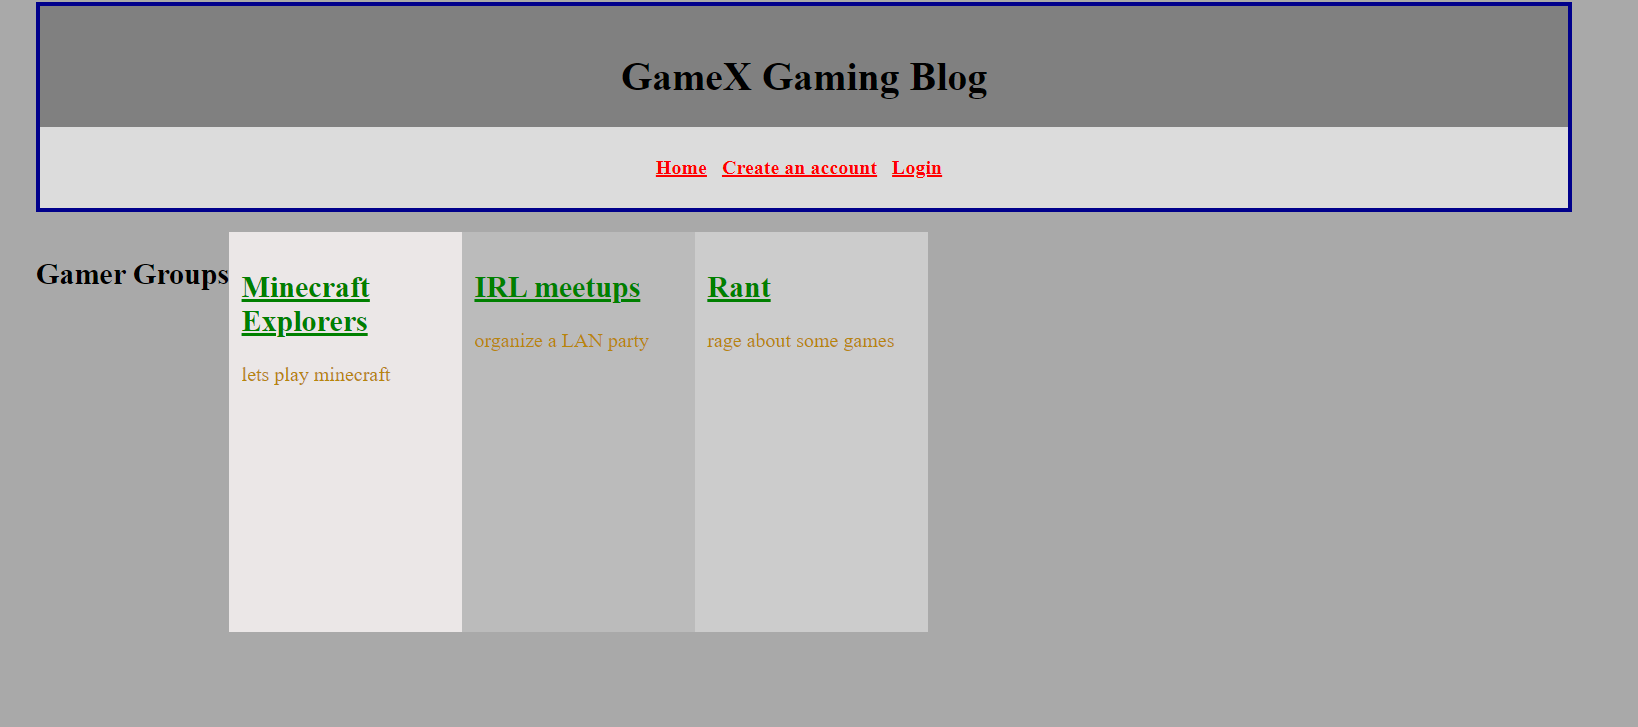 GameX Gaming Blog
Home Create an account Login
Gamer Groups
Minecraft
Explorers
lets play minecraft
IRL meetups
organize a LAN party
Rant
rage about some games